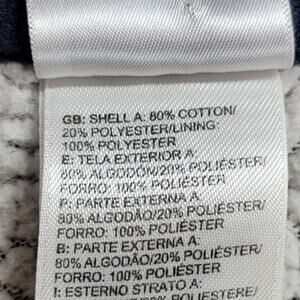 GB: SHELL A: 80% COTTON/
20% POLYESTER/LINING:
100% POLYESTER
E: TELA EXTERIOR A:
80% ALGODÓN/20% POLIÉSTER/
FORRO: 100% POLIÉSTER
P: PARTE EXTERNA A:
80% ALGODÃO/20% POLIÉSTER/
FORRO: 100% POLIÉSTER
B: PARTE EXTERNA A:
80% ALGODÃO/20% POLIÉSTER/
FORRO: 100% POLIÉSTER
I: ESTERNO STRATO A: